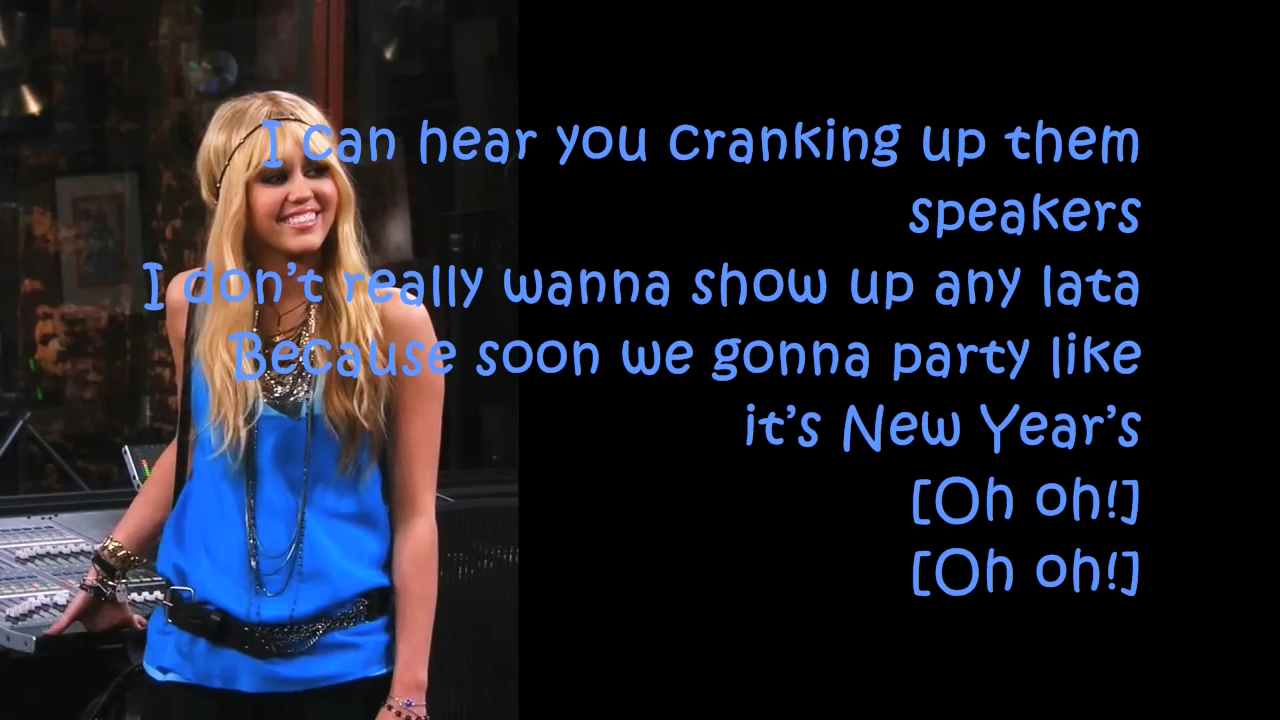 I can hear you cranking up them
speakers
I don't really wanna show up any lata
Because soon we gonna party like
it's New Year's
[Oh oh!]
[Oh oh!]